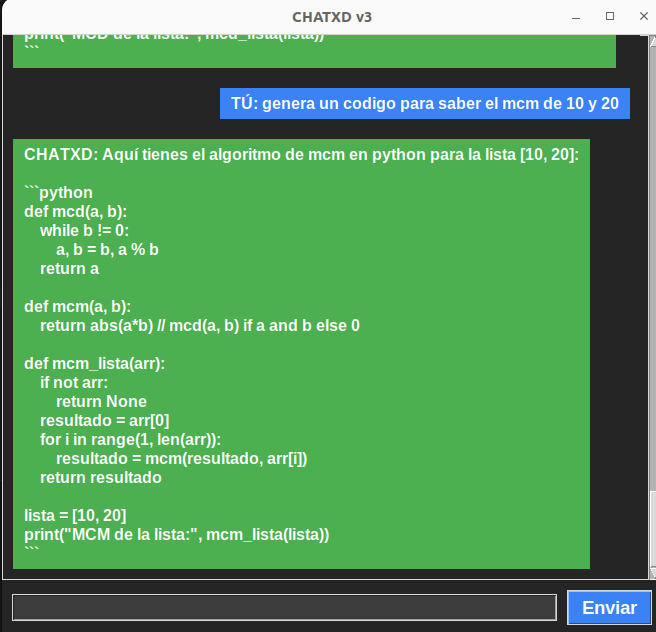 CHATXD v3
print("MCD de la lista:", mcd_lista(lista))
```
TÚ: genera un codigo para saber el mcm de 10 y 20
CHATXD: Aquí tienes el algoritmo de mcm en python para la lista [10, 20]:
```python
def mcd(a, b):
    while b != 0:
        a, b = b, a % b
    return a
def mcm(a, b):
    return abs(a*b) // mcd(a, b) if a and b else 0
def mcm_lista(arr):
    if not arr:
        return None
    resultado = arr[0]
    for i in range(1, len(arr)):
        resultado = mcm(resultado, arr[i])
    return resultado
lista = [10, 20]
print("MCM de la lista:", mcm_lista(lista))
```
Enviar